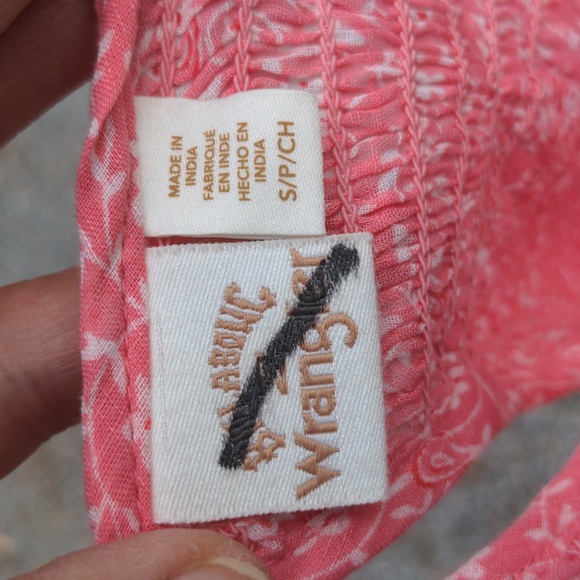 MADE IN
INDIA
FABRIQUÉ
EN INDE
HECHO EN
INDIA
S/P/CH
Wrangler